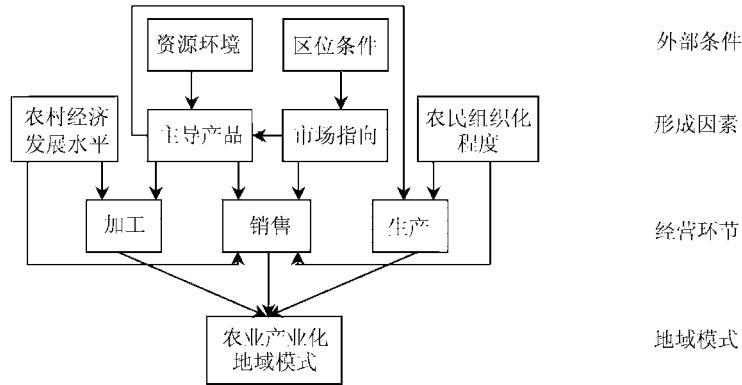 资源环境
区位条件
外部条件
农村经济
发展水平
主导产品
市场指向
农民组织化
程度
形成因素
加工
销售
生产
经营环节
农业产业化
地域模式
地域模式